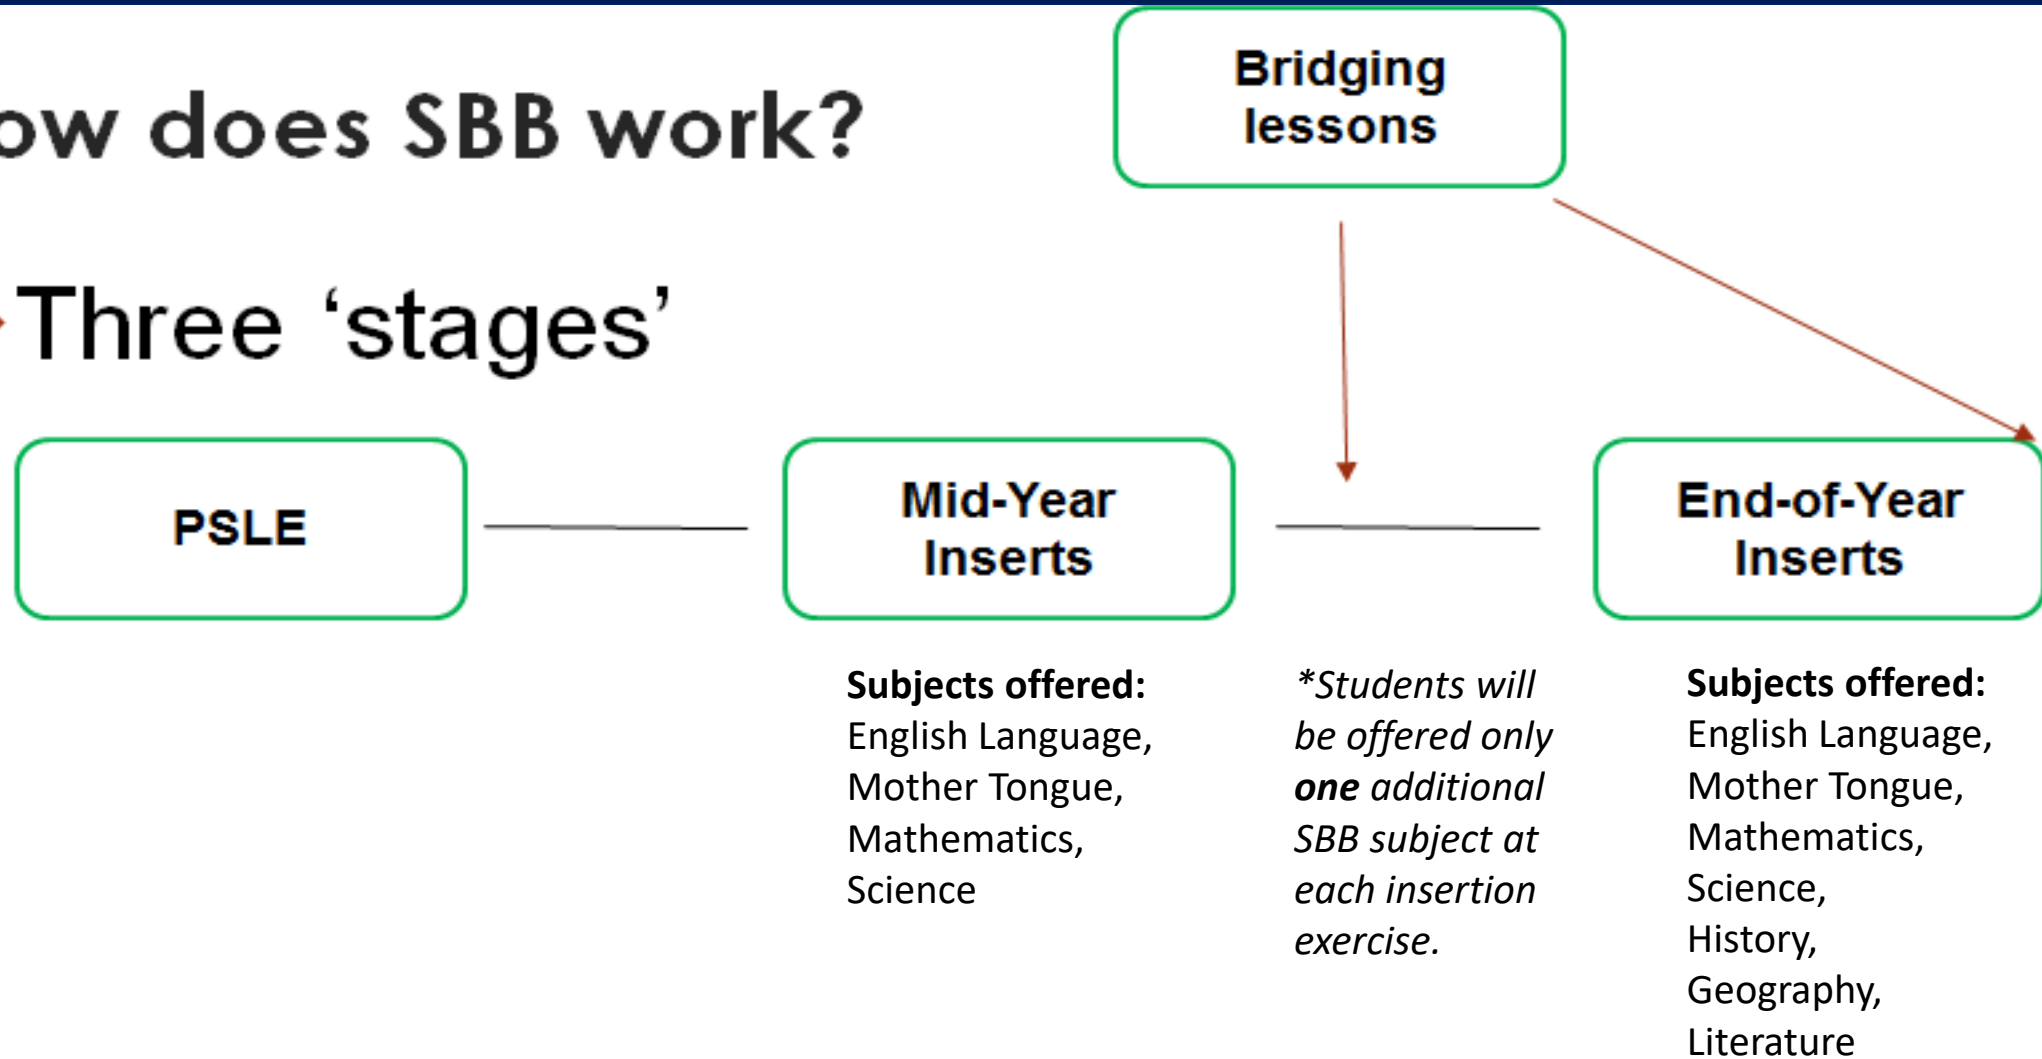 ow does SBB work?
Bridging
lessons
Three ‘stages’
PSLE
Mid-Year
Inserts
End-of-Year
Inserts
Subjects offered:
English Language,
Mother Tongue,
Mathematics,
Science
*Students will
be offered only
one additional
SBB subject at
each insertion
exercise.
Subjects offered:
English Language,
Mother Tongue,
Mathematics,
Science,
History,
Geography,
Literature